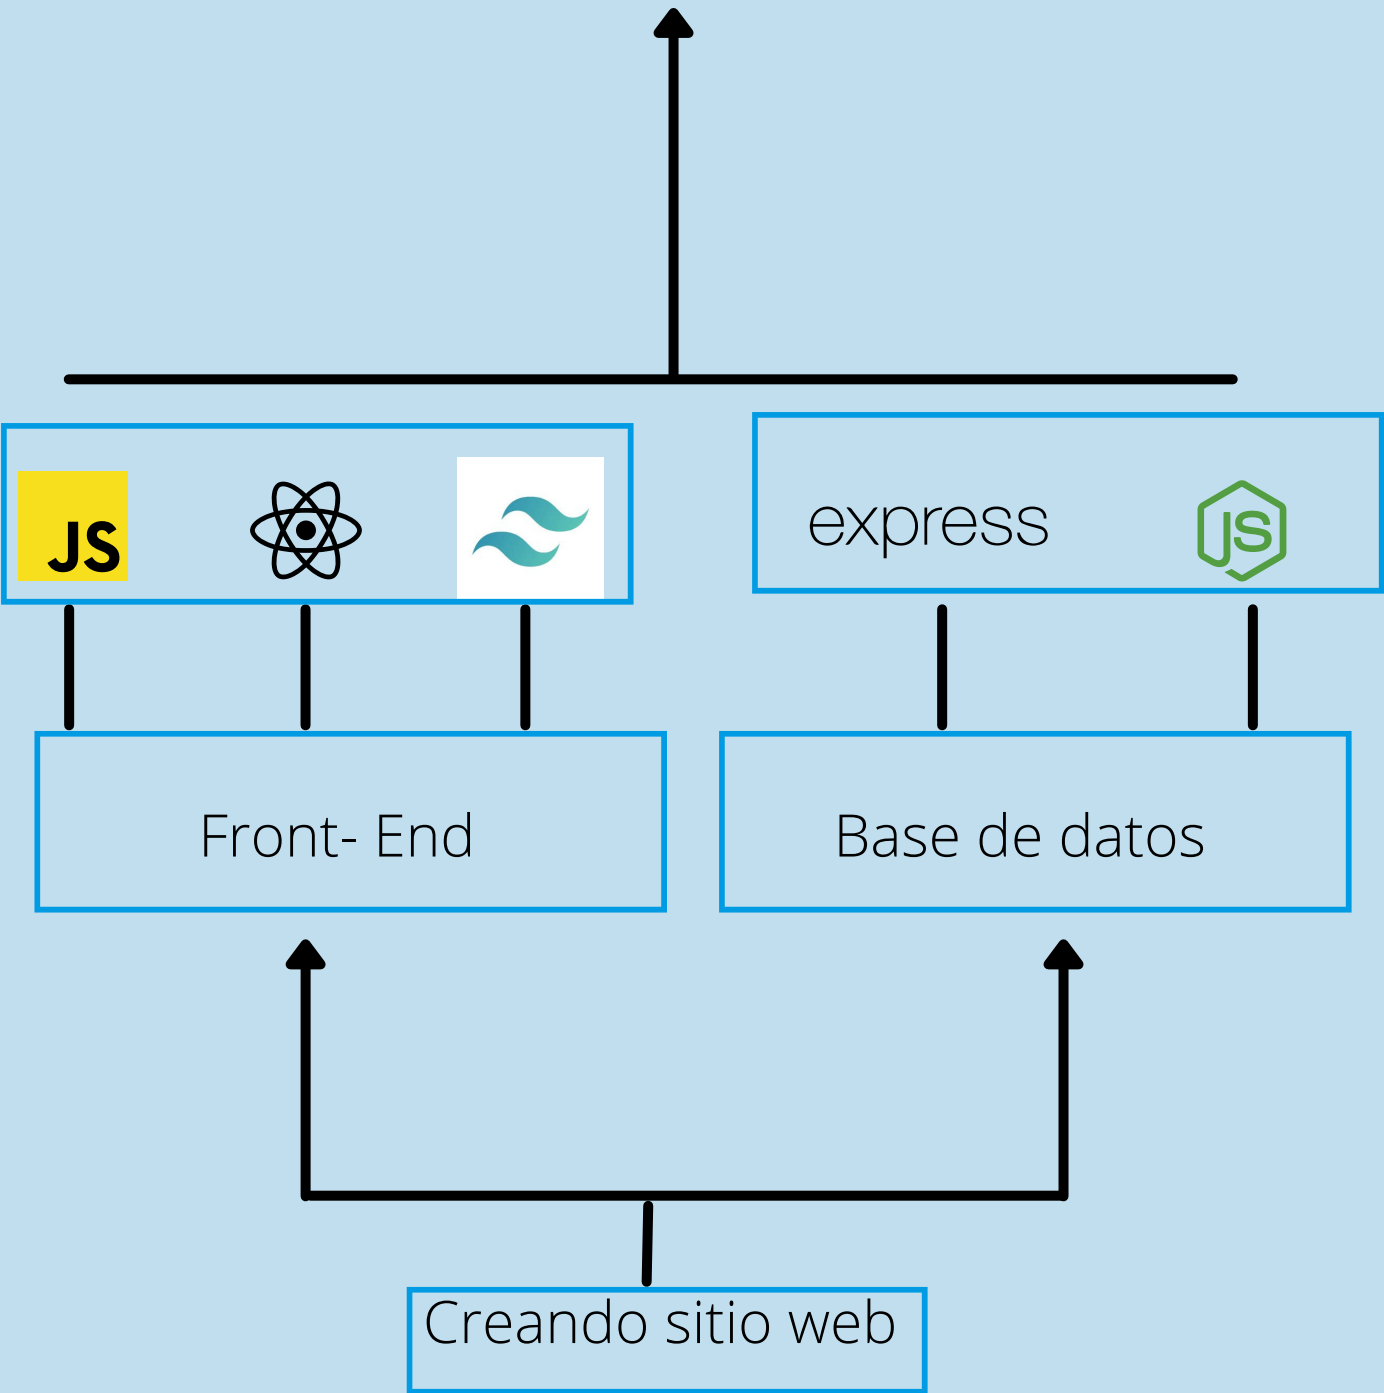 JS
express
JS
Front- End
Base de datos
Creando sitio web